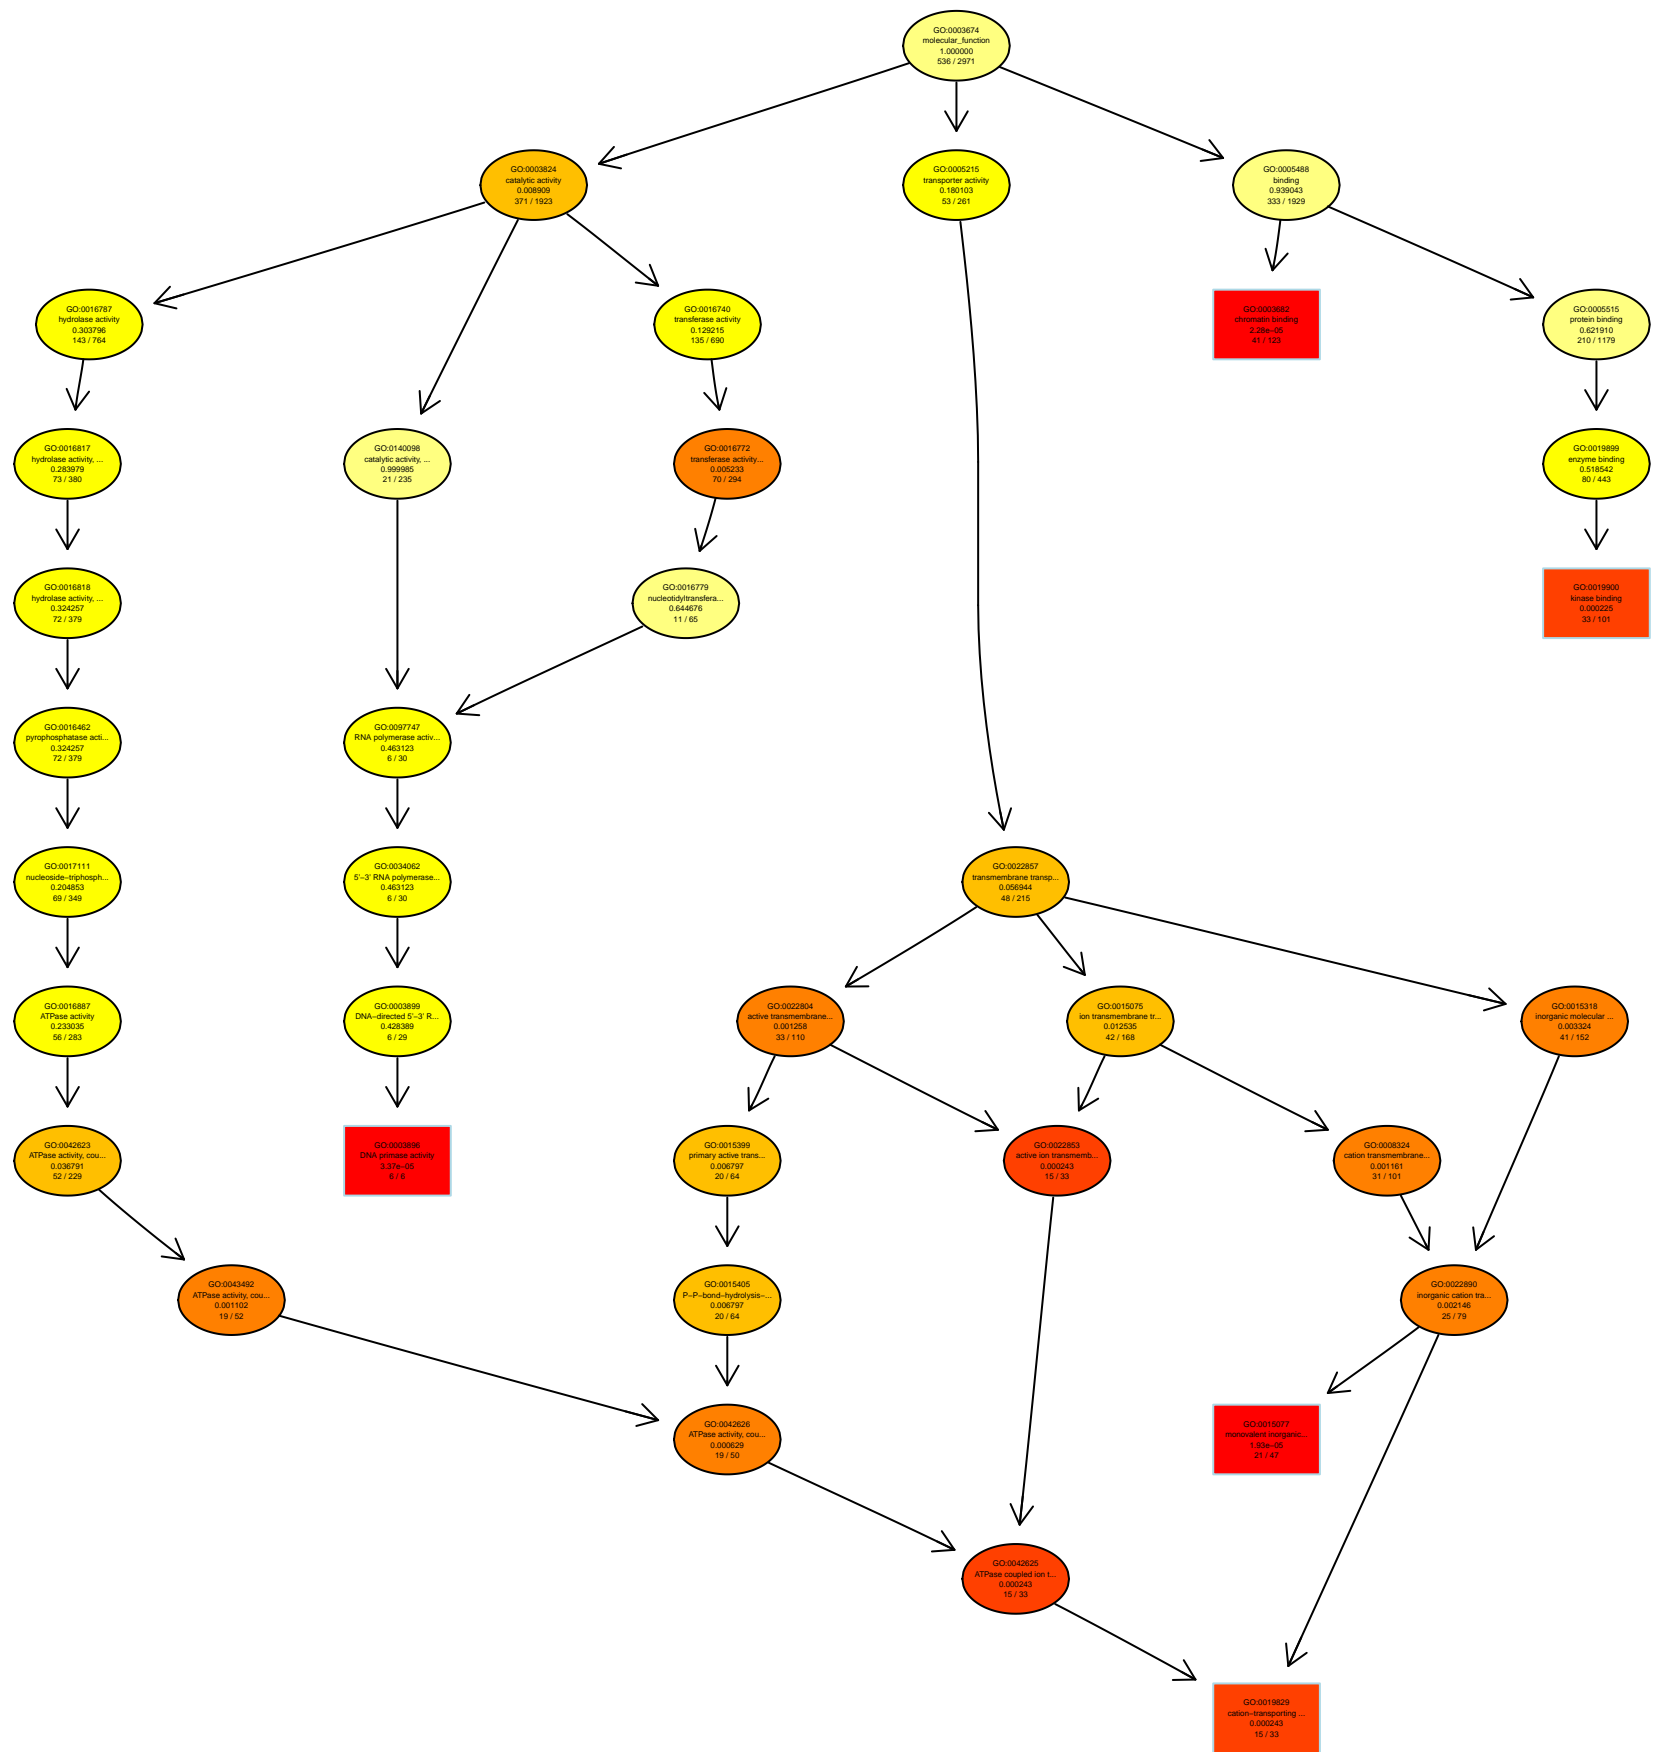 GO:0003674
molecular_function
1.000000
536 / 2971
GO:0003824
catalytic activity
0.008909
371 / 1923
GO:0005215
transporter activity
0.180103
53 / 261
GO:0005488
binding
0.939043
333 / 1929
GO:0016787
hydrolase activity
0.303796
143 / 764
GO:0016740
transferase activity
0.129215
135 / 690
GO:0003682
chromatin binding
2.28e−05
41 / 123
GO:0005515
protein binding
0.621910
210 / 1179
GO:0016817
hydrolase activity, ...
0.283979
73 / 380
GO:0140098
catalytic activity, ...
0.999985
21 / 235
GO:0016772
transferase activity...
0.005233
70 / 294
GO:0019899
enzyme binding
0.518542
80 / 443
GO:0016818
hydrolase activity, ...
0.324257
72 / 379
GO:0016779
nucleotidyltransfera...
0.644676
11 / 65
GO:0019900
kinase binding
0.000225
33 / 101
GO:0016462
pyrophosphatase acti...
0.324257
72 / 379
GO:0097747
RNA polymerase activ...
0.463123
6 / 30
GO:0017111
nucleoside−triphosph...
0.204853
69 / 349
GO:0034062
5'−3' RNA polymerase...
0.463123
6 / 30
GO:0022857
transmembrane transp...
0.056944
48 / 215
GO:0016887
ATPase activity
0.233035
56 / 283
GO:0003899
DNA−directed 5'−3' R...
0.428389
6 / 29
GO:0022804
active transmembrane...
0.001258
33 / 110
GO:0015075
ion transmembrane tr...
0.012535
42 / 168
GO:0015318
inorganic molecular ...
0.003324
41 / 152
GO:0042623
ATPase activity, cou...
0.036791
52 / 229
GO:0003896
DNA primase activity
3.37e−05
6 / 6
GO:0015399
primary active trans...
0.006797
20 / 64
GO:0022853
active ion transmemb...
0.000243
15 / 33
GO:0008324
cation transmembrane...
0.001161
31 / 101
GO:0043492
ATPase activity, cou...
0.001102
19 / 52
GO:0015405
P−P−bond−hydrolysis−...
0.006797
20 / 64
GO:0022890
inorganic cation tra...
0.002146
25 / 79
GO:0042626
ATPase activity, cou...
0.000629
19 / 50
GO:0015077
monovalent inorganic...
1.93e−05
21 / 47
GO:0042625
ATPase coupled ion t...
0.000243
15 / 33
GO:0019829
cation−transporting ...
0.000243
15 / 33